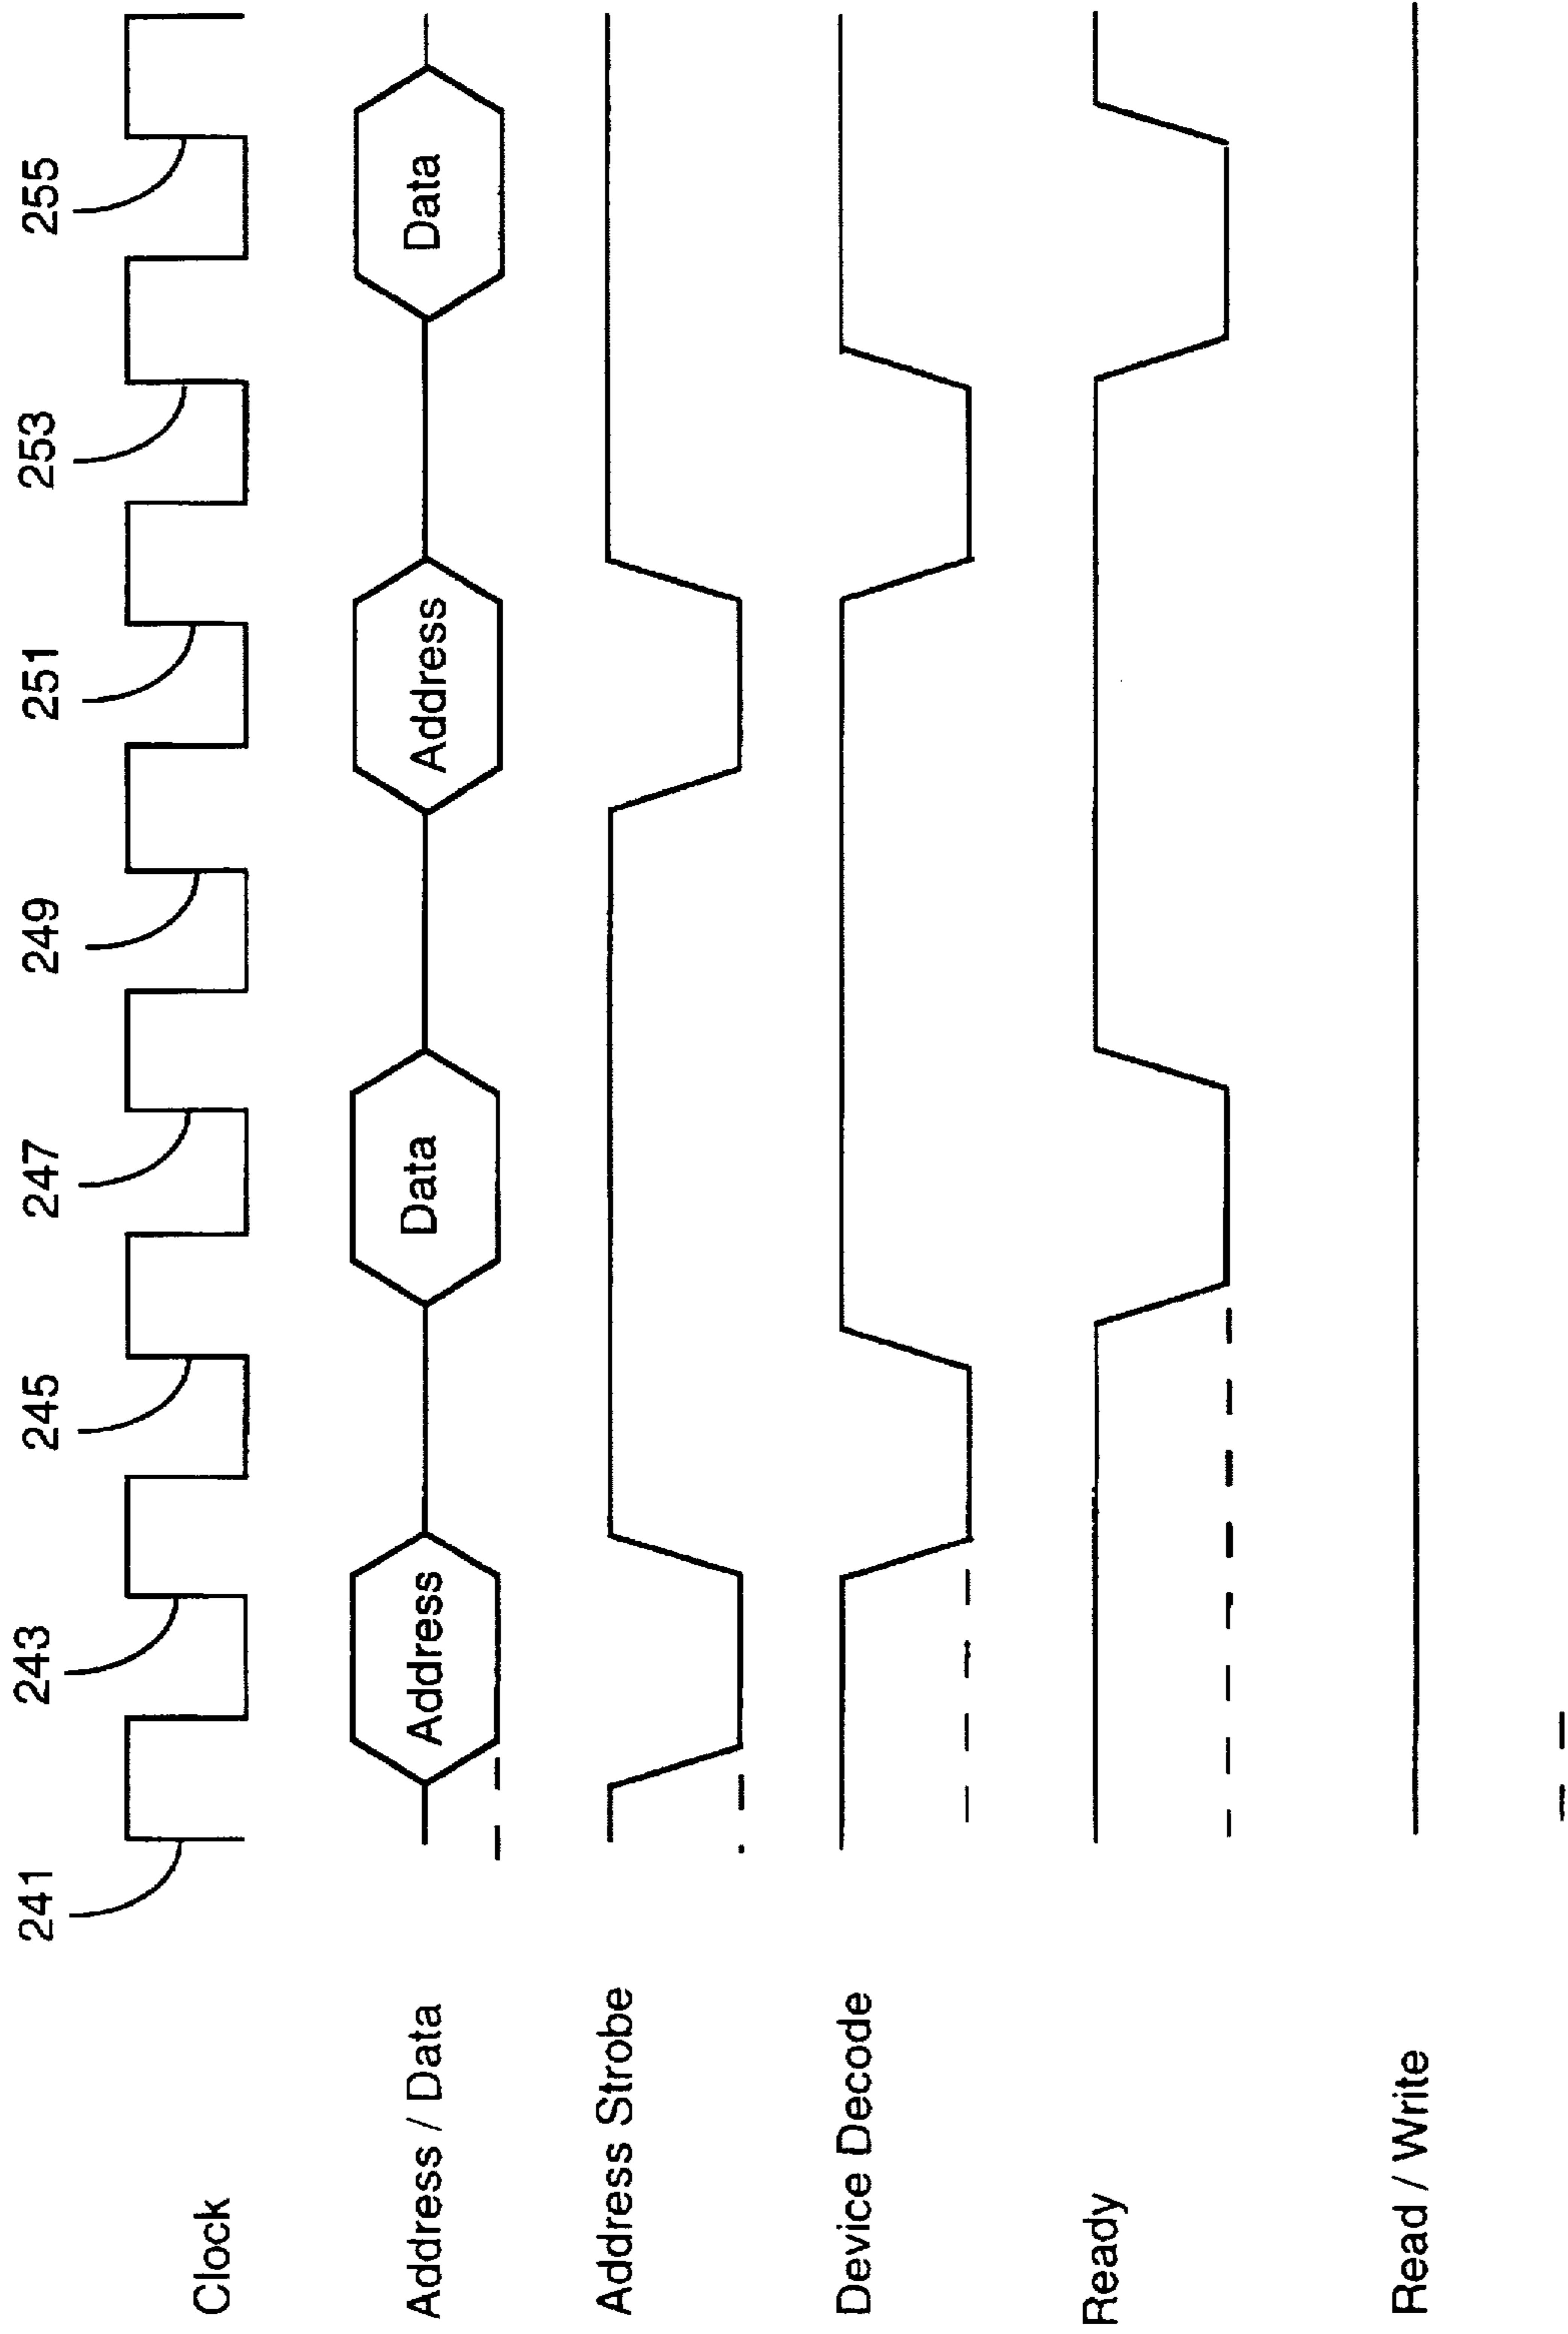 241 243 245 247 249 251 253 255
Clock
Address / Data
Address Data Address Data
Address Strobe
Device Decode
Ready
Read / Write